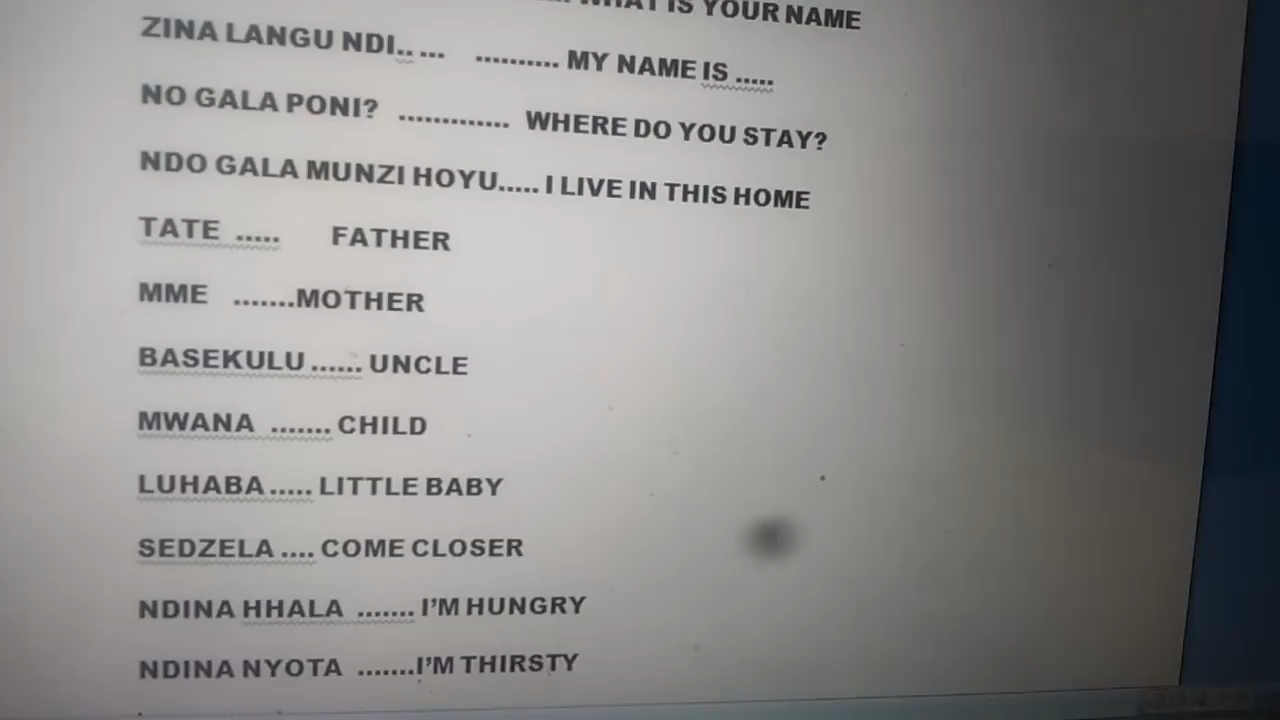 WHAT IS YOUR NAME
ZINA LANGU NDI.. ... .......... MY NAME IS .....
NO GALA PONI? ............. WHERE DO YOU STAY?
NDO GALA MUNZI HOYU..... I LIVE IN THIS HOME
TATE ..... FATHER
MME .......MOTHER
BASEKULU ...... UNCLE
MWANA ....... CHILD
LUHABA ..... LITTLE BABY
SEDZELA .... COME CLOSER
NDINA HHALA ....... I'M HUNGRY
NDINA NYOTA .......I'M THIRSTY